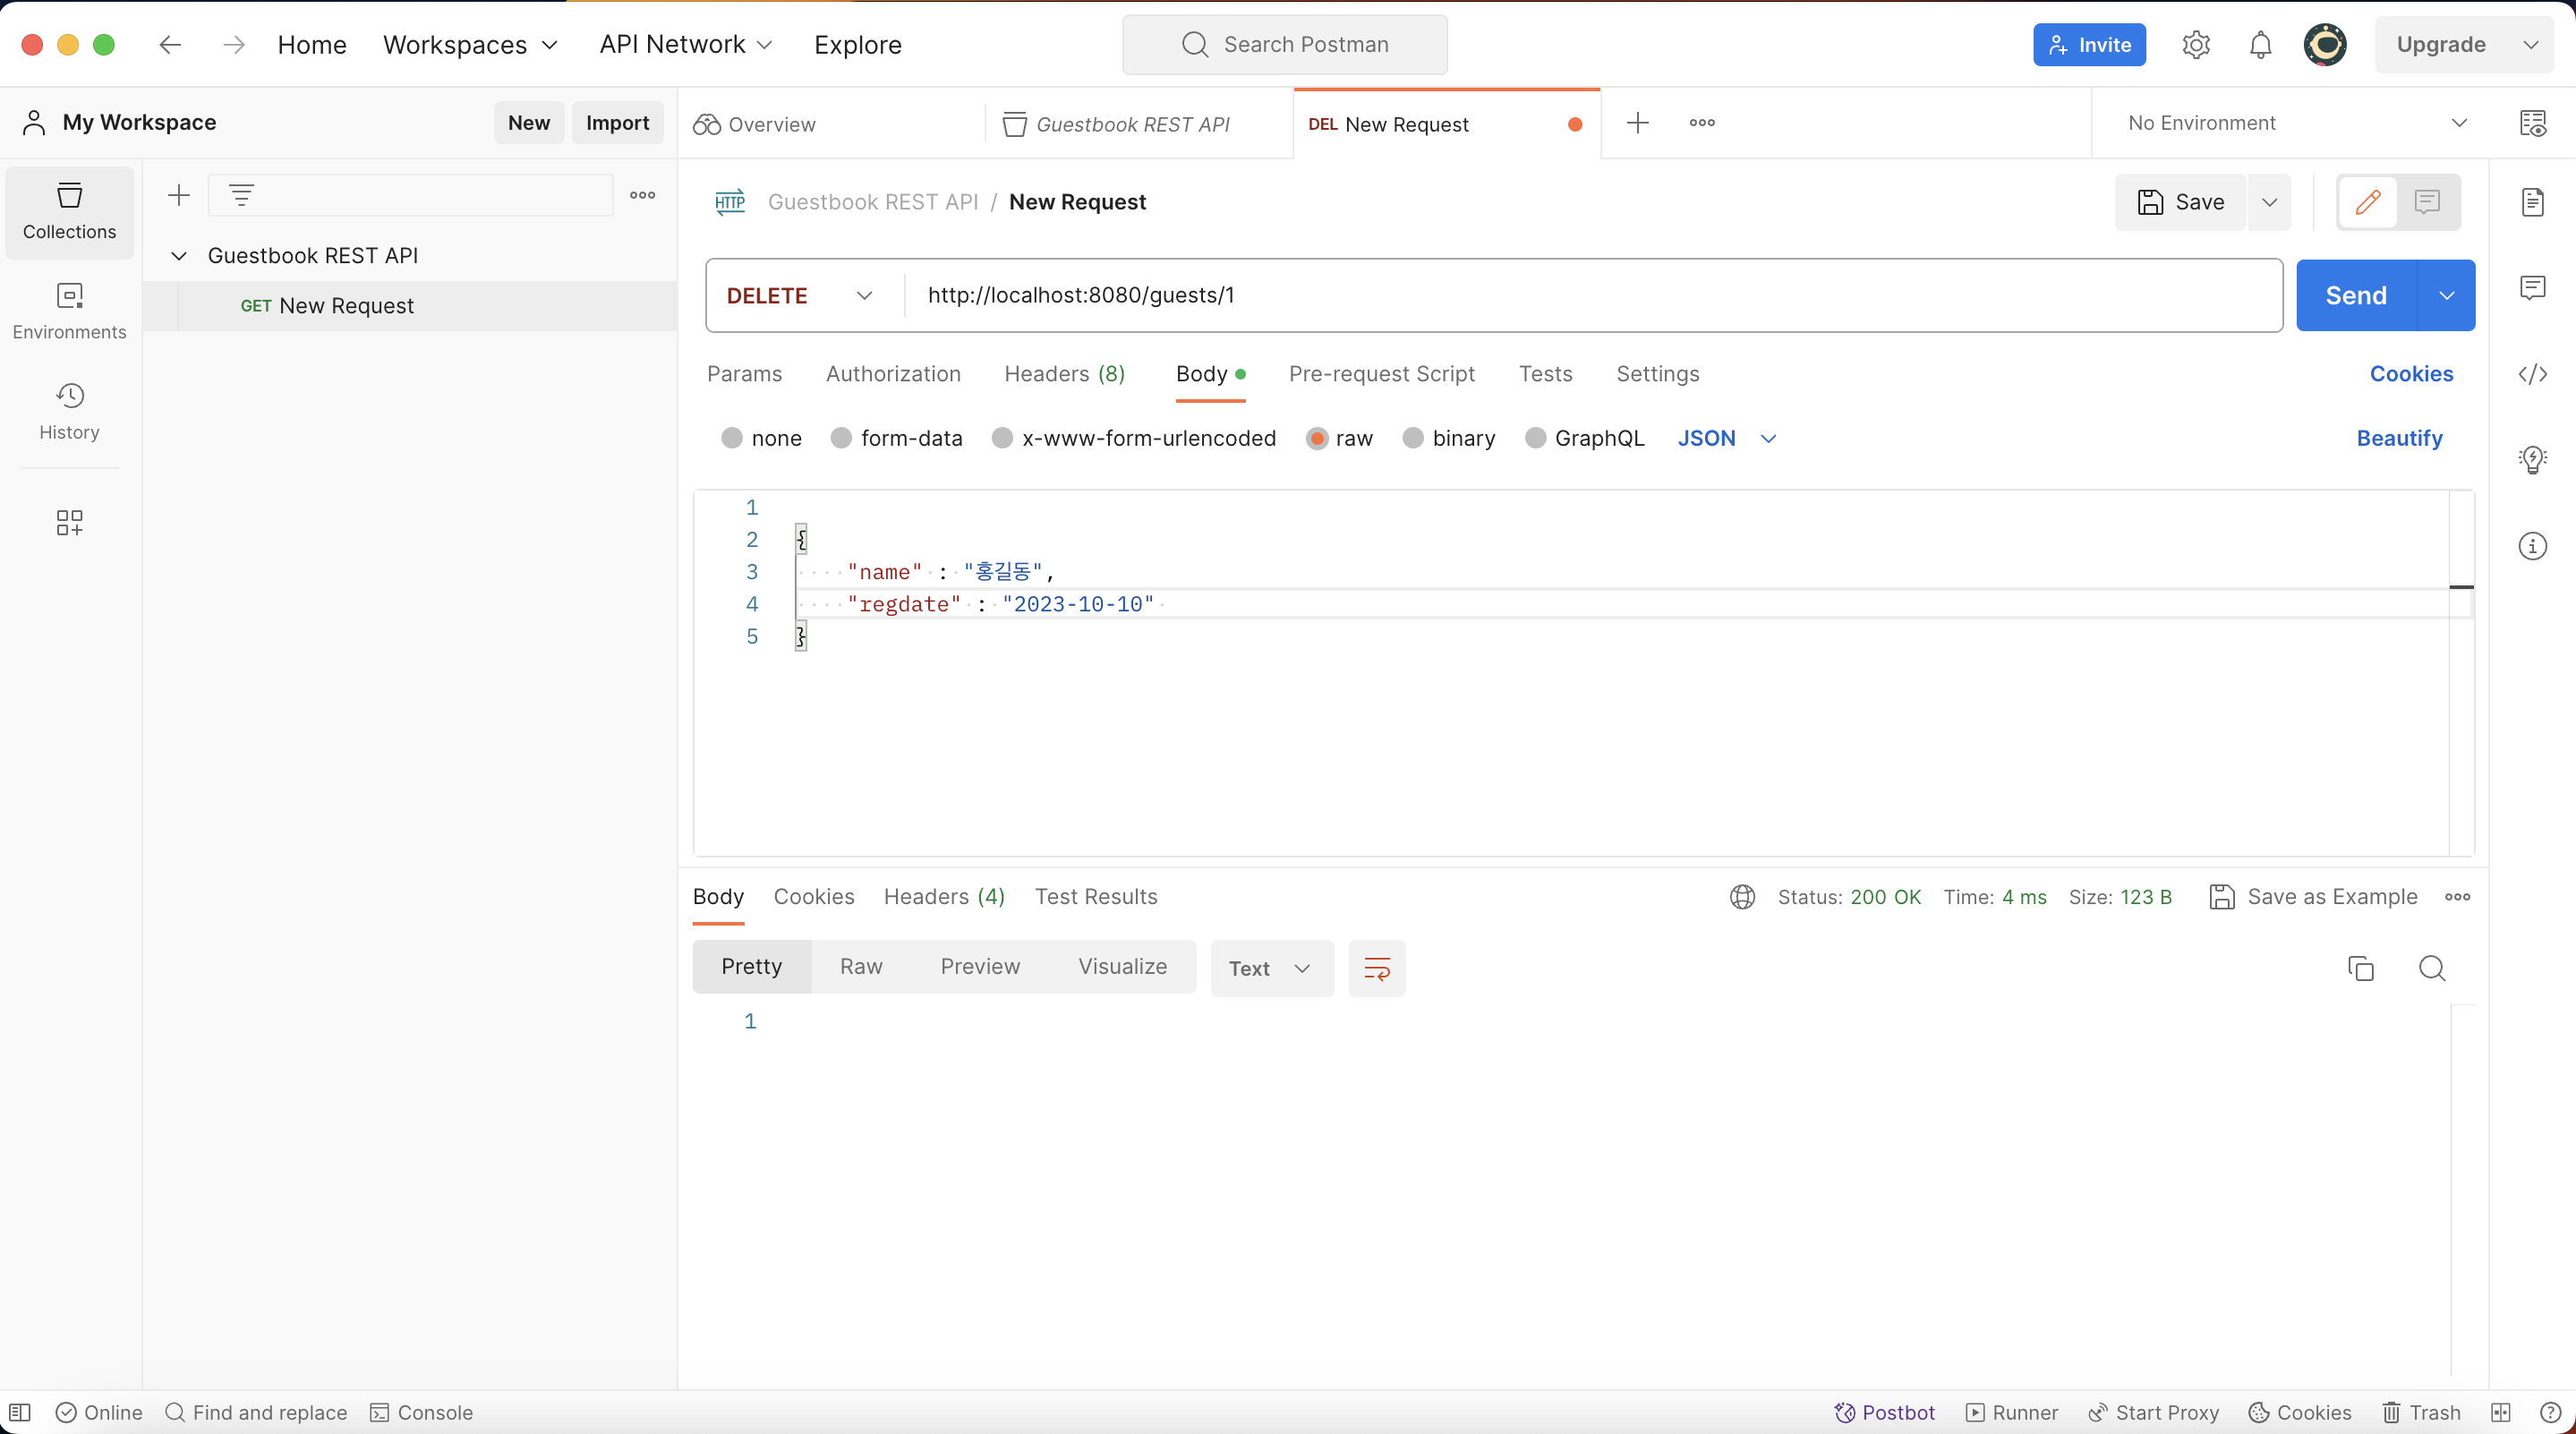 Home Workspaces API Network Explore Search Postman Invite Upgrade
My Workspace New Import Overview Guestbook REST API DEL New Request No Environment
Collections
Environments
History
Guestbook REST API
GET New Request
HTTP Guestbook REST API / New Request Save
DELETE http://localhost:8080/guests/1 Send
Params Authorization Headers (8) Body Pre-request Script Tests Settings Cookies
none form-data x-www-form-urlencoded raw binary GraphQL JSON Beautify
1
2 {
3 "name" : "홍길동",
4 "regdate" : "2023-10-10"
5 }
Body Cookies Headers (4) Test Results Status: 200 OK Time: 4 ms Size: 123 B Save as Example
Pretty Raw Preview Visualize Text
1
Online Find and replace Console Postbot Runner Start Proxy Cookies Trash